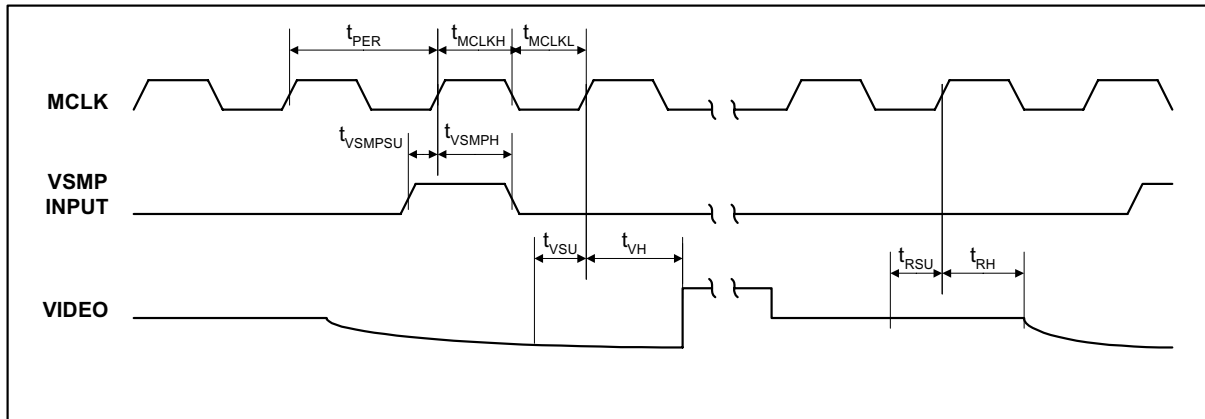 tPER tMCLKH tMCLKL
MCLK
tVSMPSU tVSMPH
VSMP
INPUT
tVSU tVH tRSU tRH
VIDEO